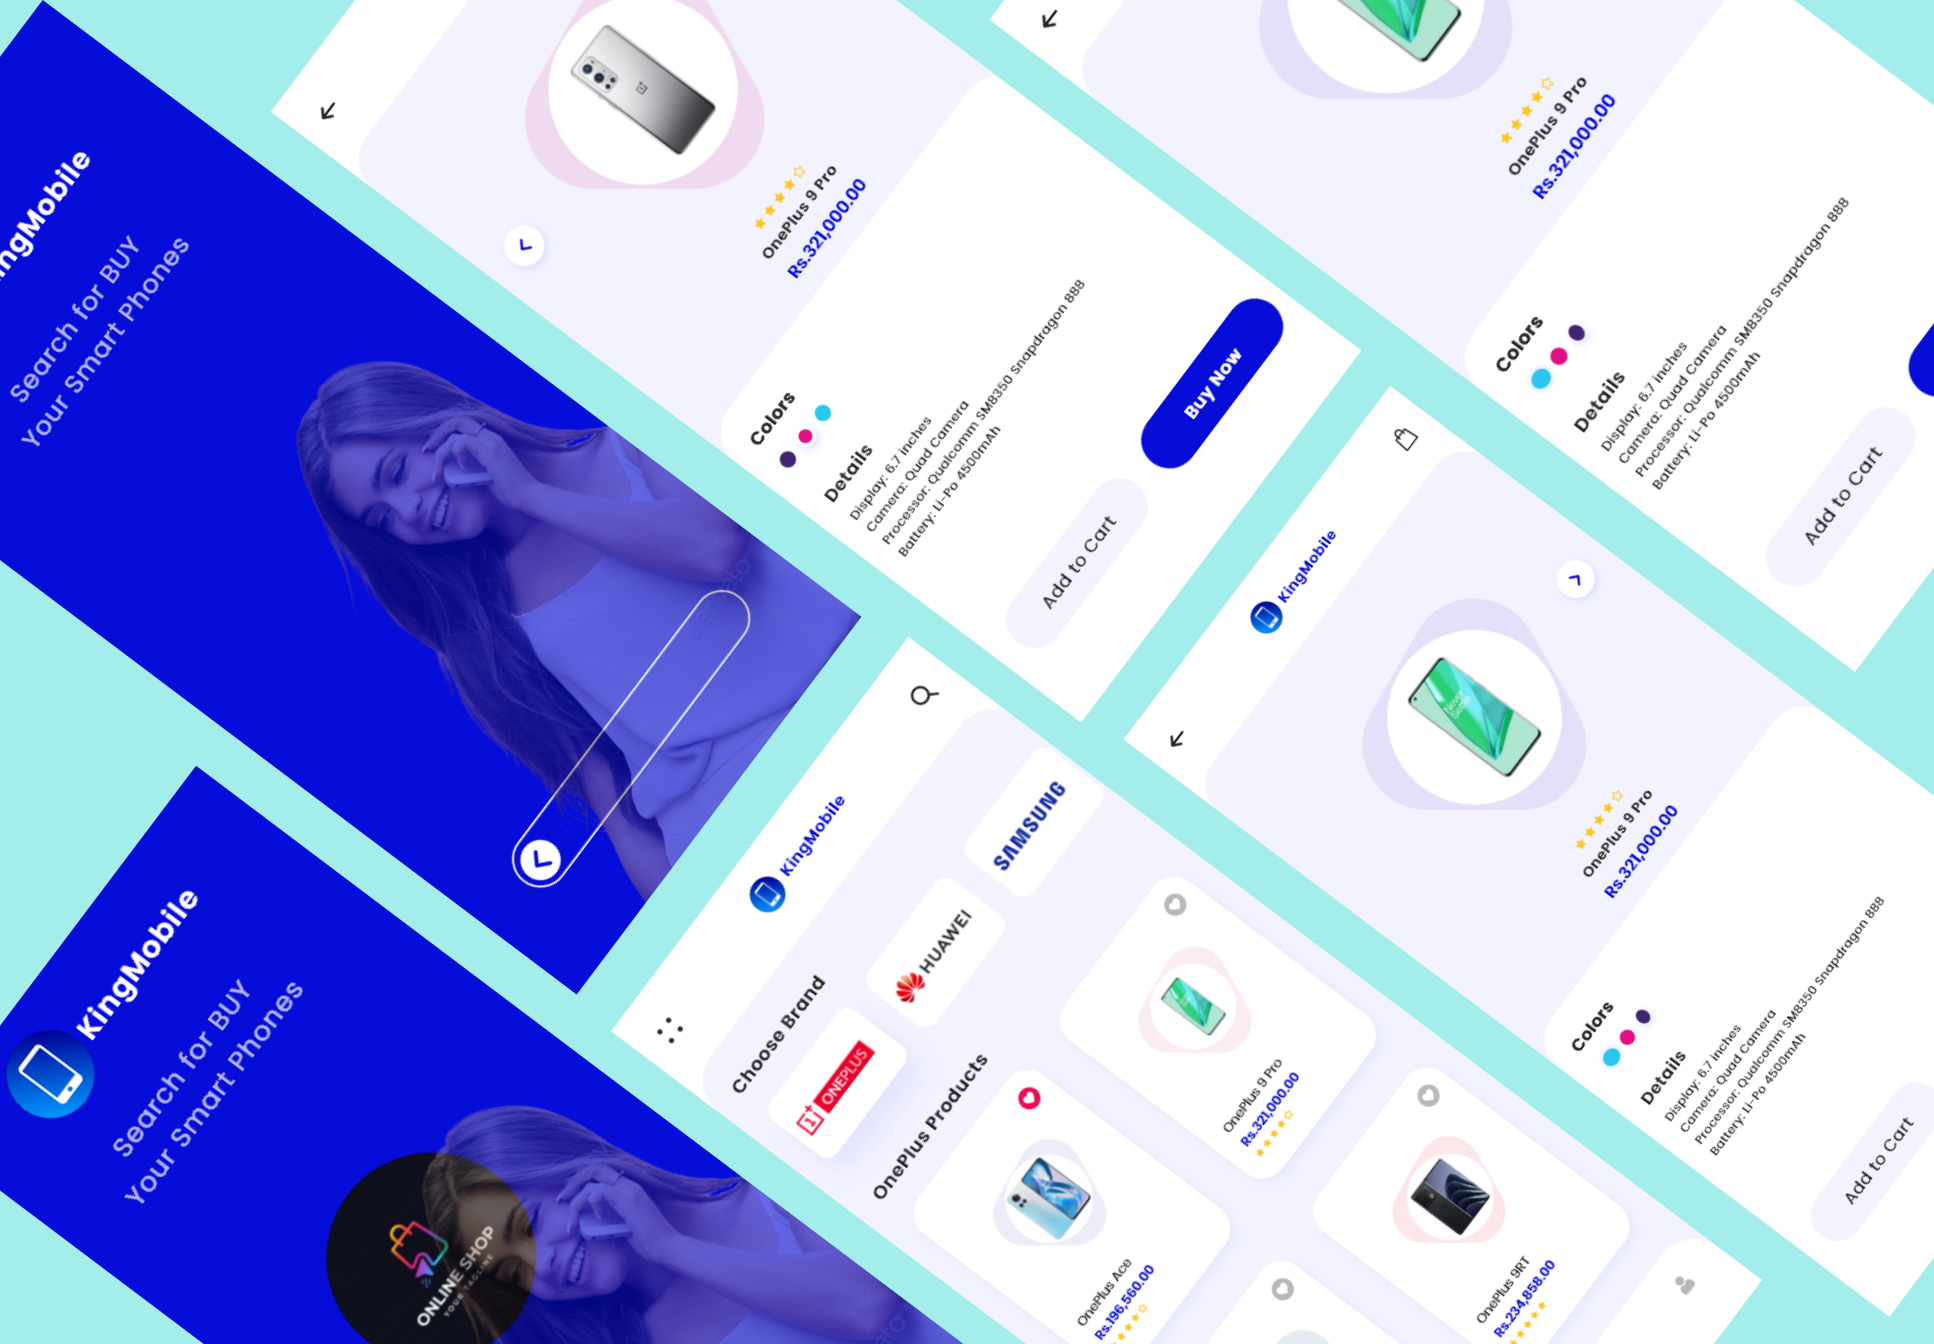 ngMobile
Search for BUY
Your Smart Phones
OnePlus 9 Pro
Rs.321,000.00
Colors
Details
Display: 6.7 inches
Camera: Quad Camera
Processor: Qualcomm SM8350 Snapdragon 888
Battery: Li-Po 4500mAh
Add to Cart
Buy Now
OnePlus 9 Pro
Rs.321,000.00
Colors
Details
Display: 6.7 inches
Camera: Quad Camera
Processor: Qualcomm SM8350 Snapdragon 888
Battery: Li-Po 4500mAh
Add to Cart
KingMobile
Search for BUY
Your Smart Phones
ONLINE SHOP
YOUR TAGLINE
KingMobile
Choose Brand
ONEPLUS
HUAWEI
SAMSUNG
OnePlus Products
OnePlus Ace
Rs.196,560.00
OnePlus 9 Pro
Rs.321,000.00
OnePlus 9RT
Rs.234,858.00
KingMobile
Never
Settle
OnePlus 9 Pro
Rs.321,000.00
Colors
Details
Display: 6.7 inches
Camera: Quad Camera
Processor: Qualcomm SM8350 Snapdragon 888
Battery: Li-Po 4500mAh
Add to Cart